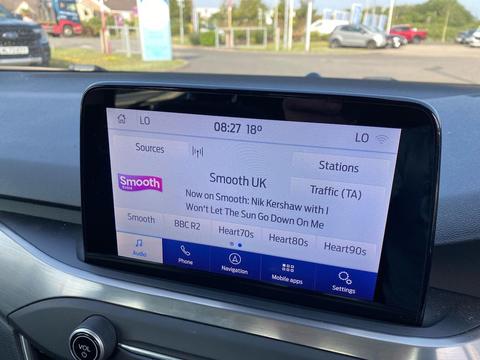 LO
08:27 18°
LO
Sources
Smooth UK
Stations
Smooth
Now on Smooth: Nik Kershaw with I
Won't Let The Sun Go Down On Me
Traffic (TA)
Smooth
BBC R2
Heart70s
Heart80s
Heart90s
Audio
Phone
Navigation
Mobile apps
Settings
VOL